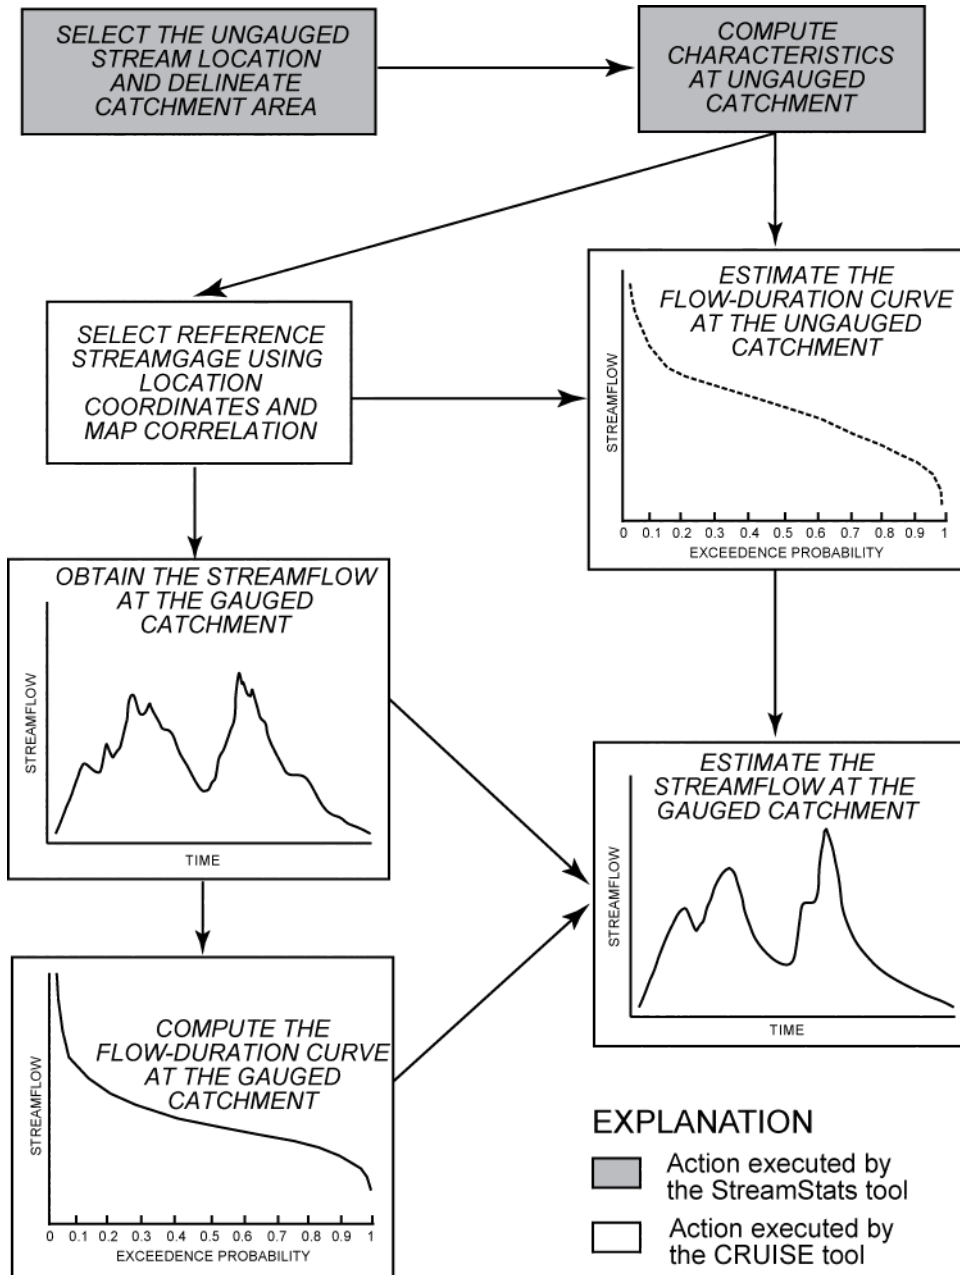 SELECT THE UNGAUGED
STREAM LOCATION
AND DELINEATE
CATCHMENT AREA
COMPUTE
CHARACTERISTICS
AT UNGAUGED
CATCHMENT
SELECT REFERENCE
STREAMGAGE USING
LOCATION
COORDINATES AND
MAP CORRELATION
ESTIMATE THE
FLOW-DURATION CURVE
AT THE UNGAUGED
CATCHMENT
STREAMFLOW
0 0.1 0.2 0.3 0.4 0.5 0.6 0.7 0.8 0.9 1
EXCEEDENCE PROBABILITY
OBTAIN THE STREAMFLOW
AT THE GAUGED
CATCHMENT
STREAMFLOW
TIME
ESTIMATE THE
STREAMFLOW AT THE
GAUGED CATCHMENT
STREAMFLOW
TIME
COMPUTE THE
FLOW-DURATION CURVE
AT THE GAUGED
CATCHMENT
STREAMFLOW
0 0.1 0.2 0.3 0.4 0.5 0.6 0.7 0.8 0.9 1
EXCEEDENCE PROBABILITY
EXPLANATION
Action executed by
the StreamStats tool
Action executed by
the CRUISE tool